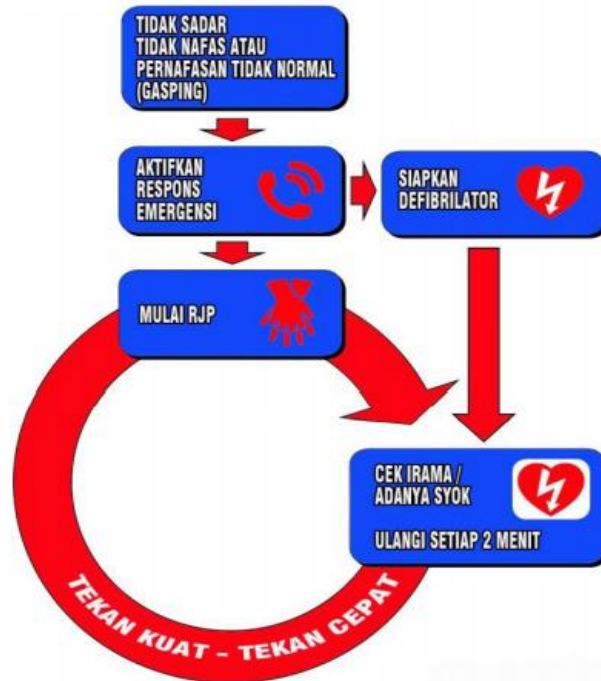 TIDAK SADAR
TIDAK NAFAS ATAU
PERNAFASAN TIDAK NORMAL
(GASPING)
AKTIFKAN
RESPONS
EMERGENSI
SIAPKAN
DEFIBRILATOR
MULAI RJP
CEK IRAMA /
ADANYA SYOK
ULANGI SETIAP 2 MENIT
TEKAN KUAT - TEKAN CEPAT